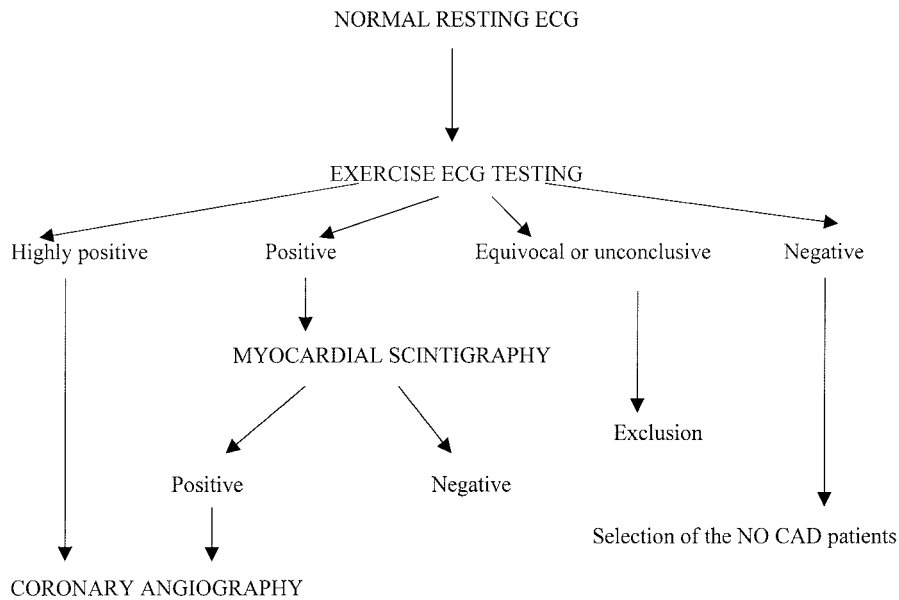 NORMAL RESTING ECG
EXERCISE ECG TESTING
Highly positive
Positive
Equivocal or unconclusive
Negative
MYOCARDIAL SCINTIGRAPHY
Exclusion
Positive
Negative
Selection of the NO CAD patients
CORONARY ANGIOGRAPHY